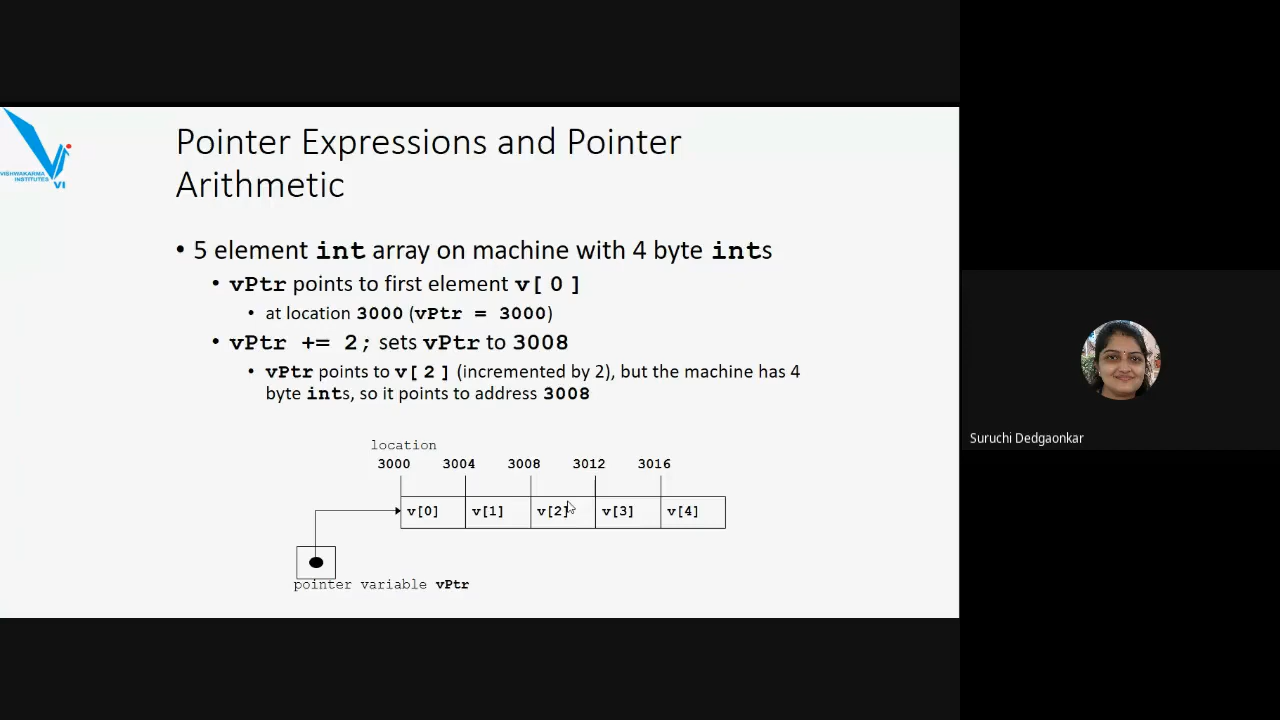 VISHWAKARMA
INSTITUTES
VI
Pointer Expressions and Pointer
Arithmetic
• 5 element int array on machine with 4 byte ints
• vPtr points to first element v[ 0 ]
• at location 3000 (vPtr = 3000)
• vPtr += 2; sets vPtr to 3008
• vPtr points to v[ 2 ] (incremented by 2), but the machine has 4
byte ints, so it points to address 3008
location
3000 3004 3008 3012 3016
v[0] v[1] v[2] v[3] v[4]
pointer variable vPtr
Suruchi Dedgaonkar